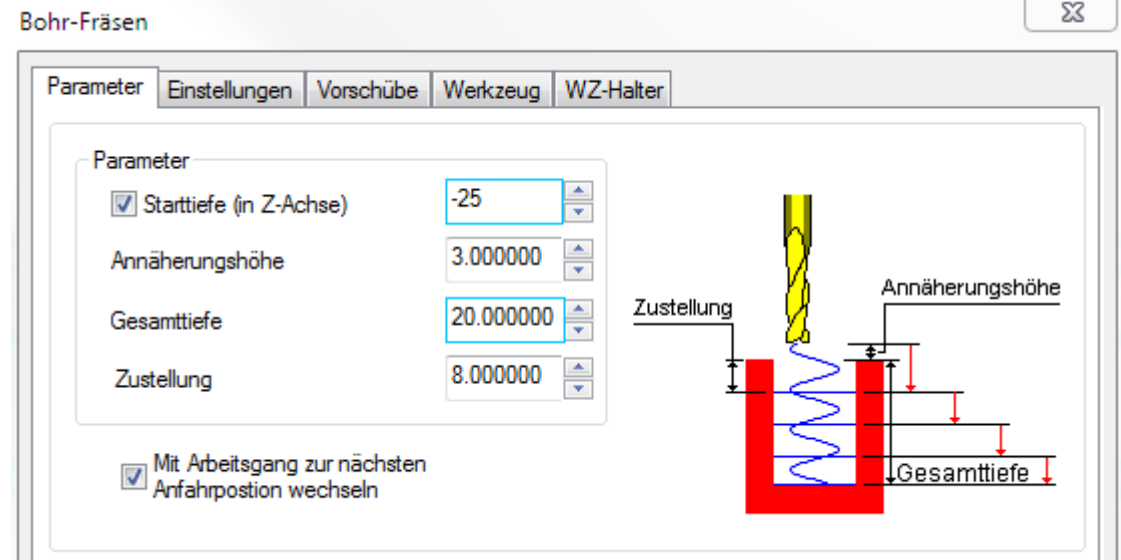 Bohr-Fräsen
Parameter Einstellungen Vorschübe Werkzeug WZ-Halter
Parameter
Starttiefe (in Z-Achse) -25
Annäherungshöhe 3.000000
Gesamttiefe 20.000000
Zustellung 8.000000
Mit Arbeitsgang zur nächsten
Anfahrpostion wechseln
Zustellung
Annäherungshöhe
Gesamttiefe